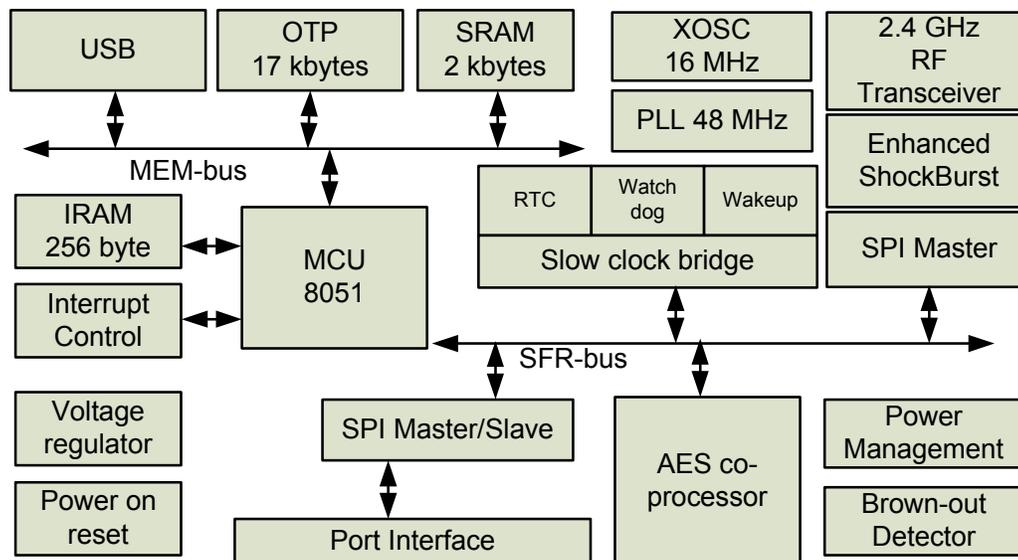 USB
OTP
17 kbytes
SRAM
2 kbytes
XOSC
16 MHz
2.4 GHz
RF
Transceiver
PLL 48 MHz
MEM-bus
Enhanced
ShockBurst
RTC
Watch
dog
Wakeup
IRAM
256 byte
MCU
8051
Slow clock bridge
SPI Master
Interrupt
Control
SFR-bus
Voltage
regulator
SPI Master/Slave
AES co-
processor
Power
Management
Power on
reset
Port Interface
Brown-out
Detector